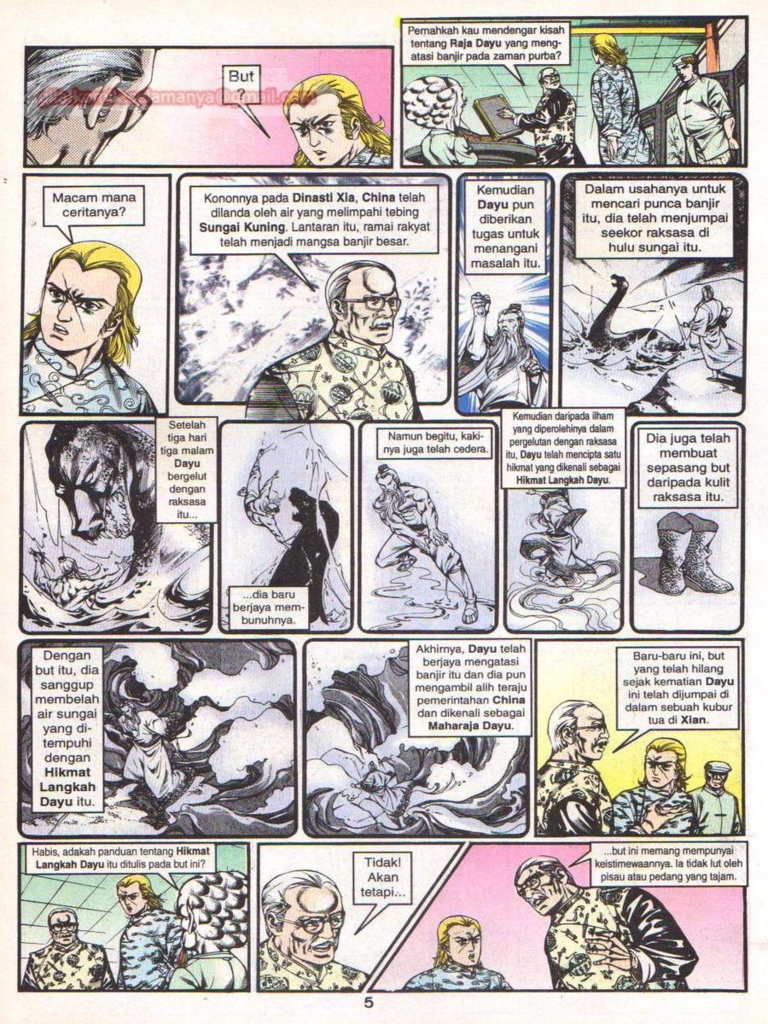 But
?
Pernahkah kau mendengar kisah
tentang Raja Dayu yang meng-
atasi banjir pada zaman purba?
Macam mana
ceritanya?
Kononnya pada Dinasti Xia, China telah
dilanda oleh air yang melimpahi tebing
Sungai Kuning. Lantaran itu, ramai rakyat
telah menjadi mangsa banjir besar.
Kemudian
Dayu pun
diberikan
tugas untuk
menangani
masalah itu.
Dalam usahanya untuk
mencari punca banjir
itu, dia telah menjumpai
seekor raksasa di
hulu sungai itu.
Setelah
tiga hari
tiga malam
Dayu
bergelut
dengan
raksasa
itu...
...dia baru
berjaya mem-
bunuhnya.
Namun begitu, kaki-
nya juga telah cedera.
Kemudian daripada ilham
yang diperolehinya dalam
pergelutan dengan raksasa
itu, Dayu telah mencipta satu
hikmat yang dikenali sebagai
Hikmat Langkah Dayu.
Dia juga telah
membuat
sepasang but
daripada kulit
raksasa itu.
Dengan
but itu, dia
sanggup
membelah
air sungai
yang di-
tempuhi
dengan
Hikmat
Langkah
Dayu itu.
Akhirnya, Dayu telah
berjaya mengatasi
banjir itu dan dia pun
mengambil alih teraju
pemerintahan China
dan dikenali sebagai
Maharaja Dayu.
Baru-baru ini, but
yang telah hilang
sejak kematian Dayu
ini telah dijumpai di
dalam sebuah kubur
tua di Xian.
Habis, adakah panduan tentang Hikmat
Langkah Dayu itu ditulis pada but ini?
Tidak!
Akan
tetapi...
...but ini memang mempunyai
keistimewaannya. Ia tidak lut oleh
pisau atau pedang yang tajam.
5